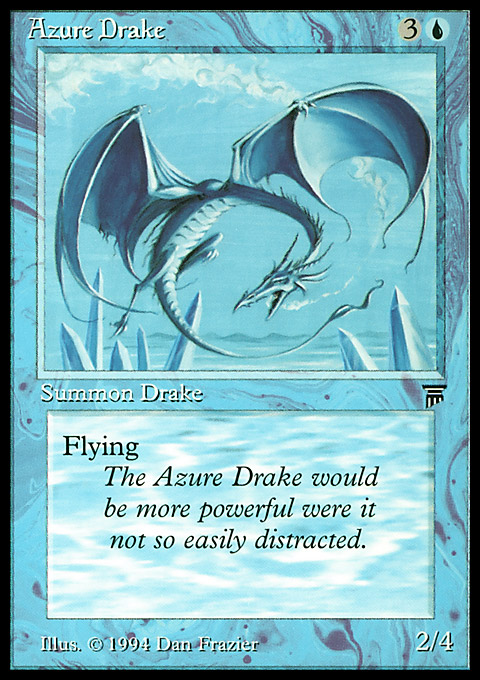 Azure Drake 3
Summon Drake
Flying
The Azure Drake would
be more powerful were it
not so easily distracted.
Illus. © 1994 Dan Frazier 2/4